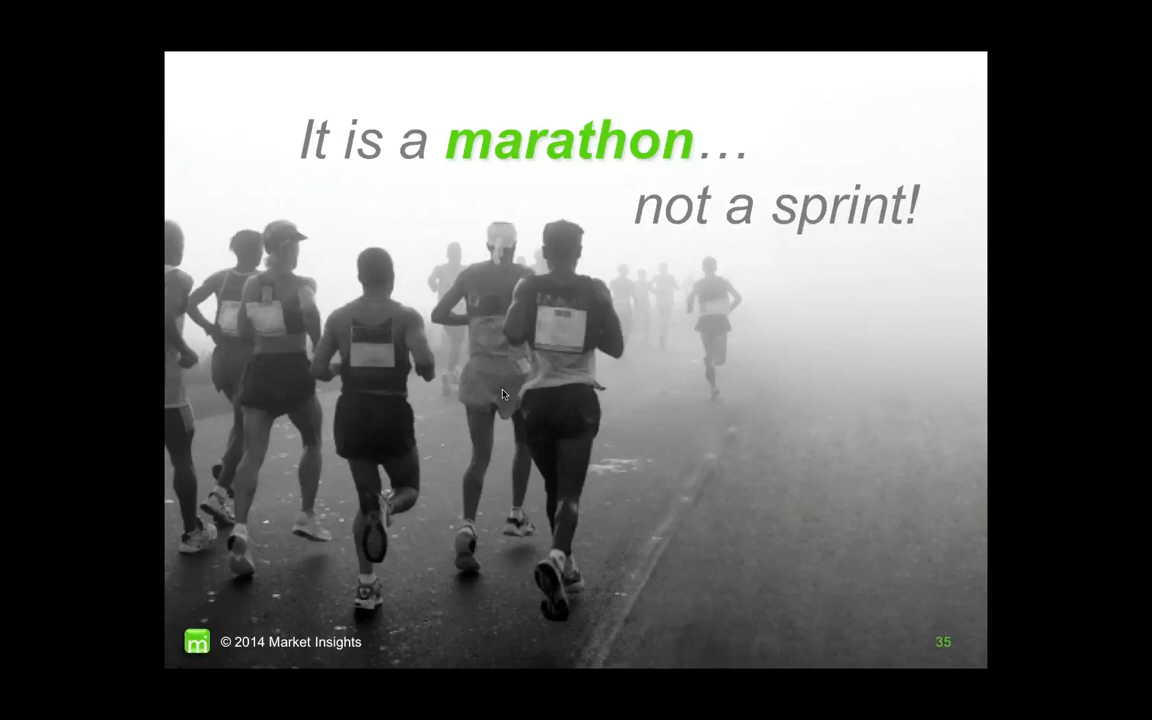 It is a marathon…
not a sprint!
m
© 2014 Market Insights
35